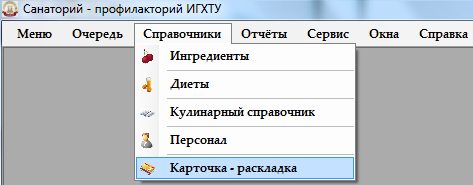 Санаторий - профилакторий ИГХТУ
Меню Очередь Справочники Отчёты Сервис Окна Справка
Ингредиенты
Диеты
Кулинарный справочник
Персонал
Карточка - раскладка